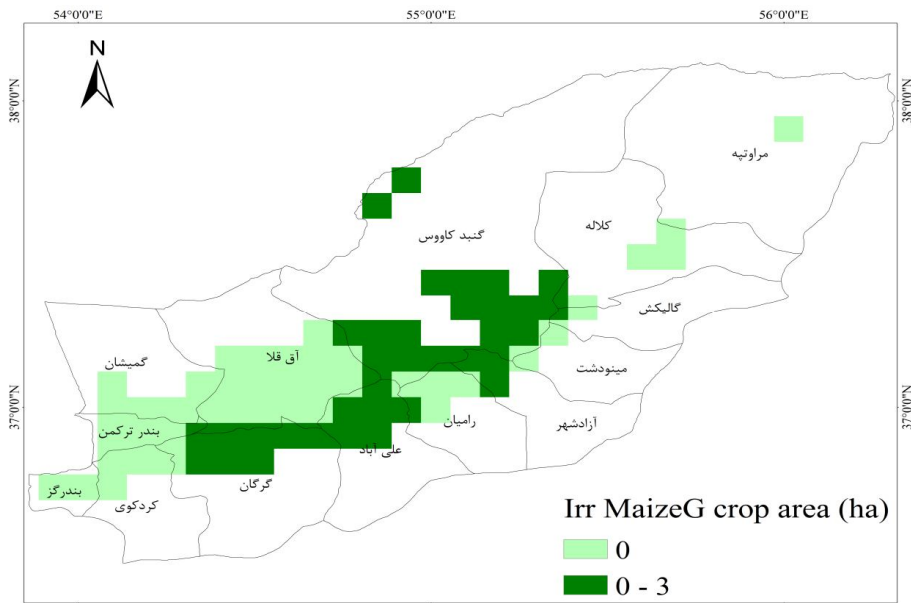 54°0'0"E 55°0'0"E 56°0'0"E
N
38°0'0"N 38°0'0"N
مراوتپه
کلاله
گنبد کاووس
گالیکش
آق قلا
گمیشان
مینودشت
37°0'0"N 37°0'0"N
رامیان
آزادشهر
بندر ترکمن
علی آباد
گرگان
بندرگز
کردکوی
Irr MaizeG crop area (ha)
0
0 - 3